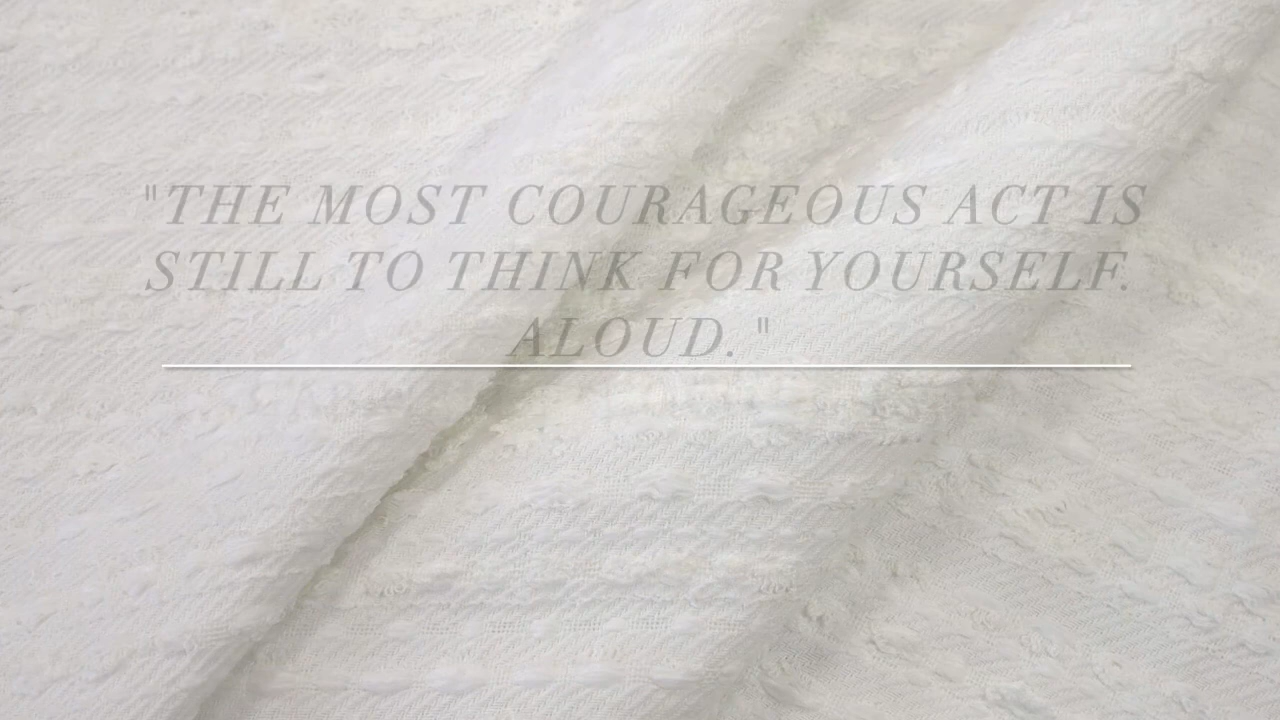 "THE MOST COURAGEOUS ACT IS
STILL TO THINK FOR YOURSELF.
ALOUD. "